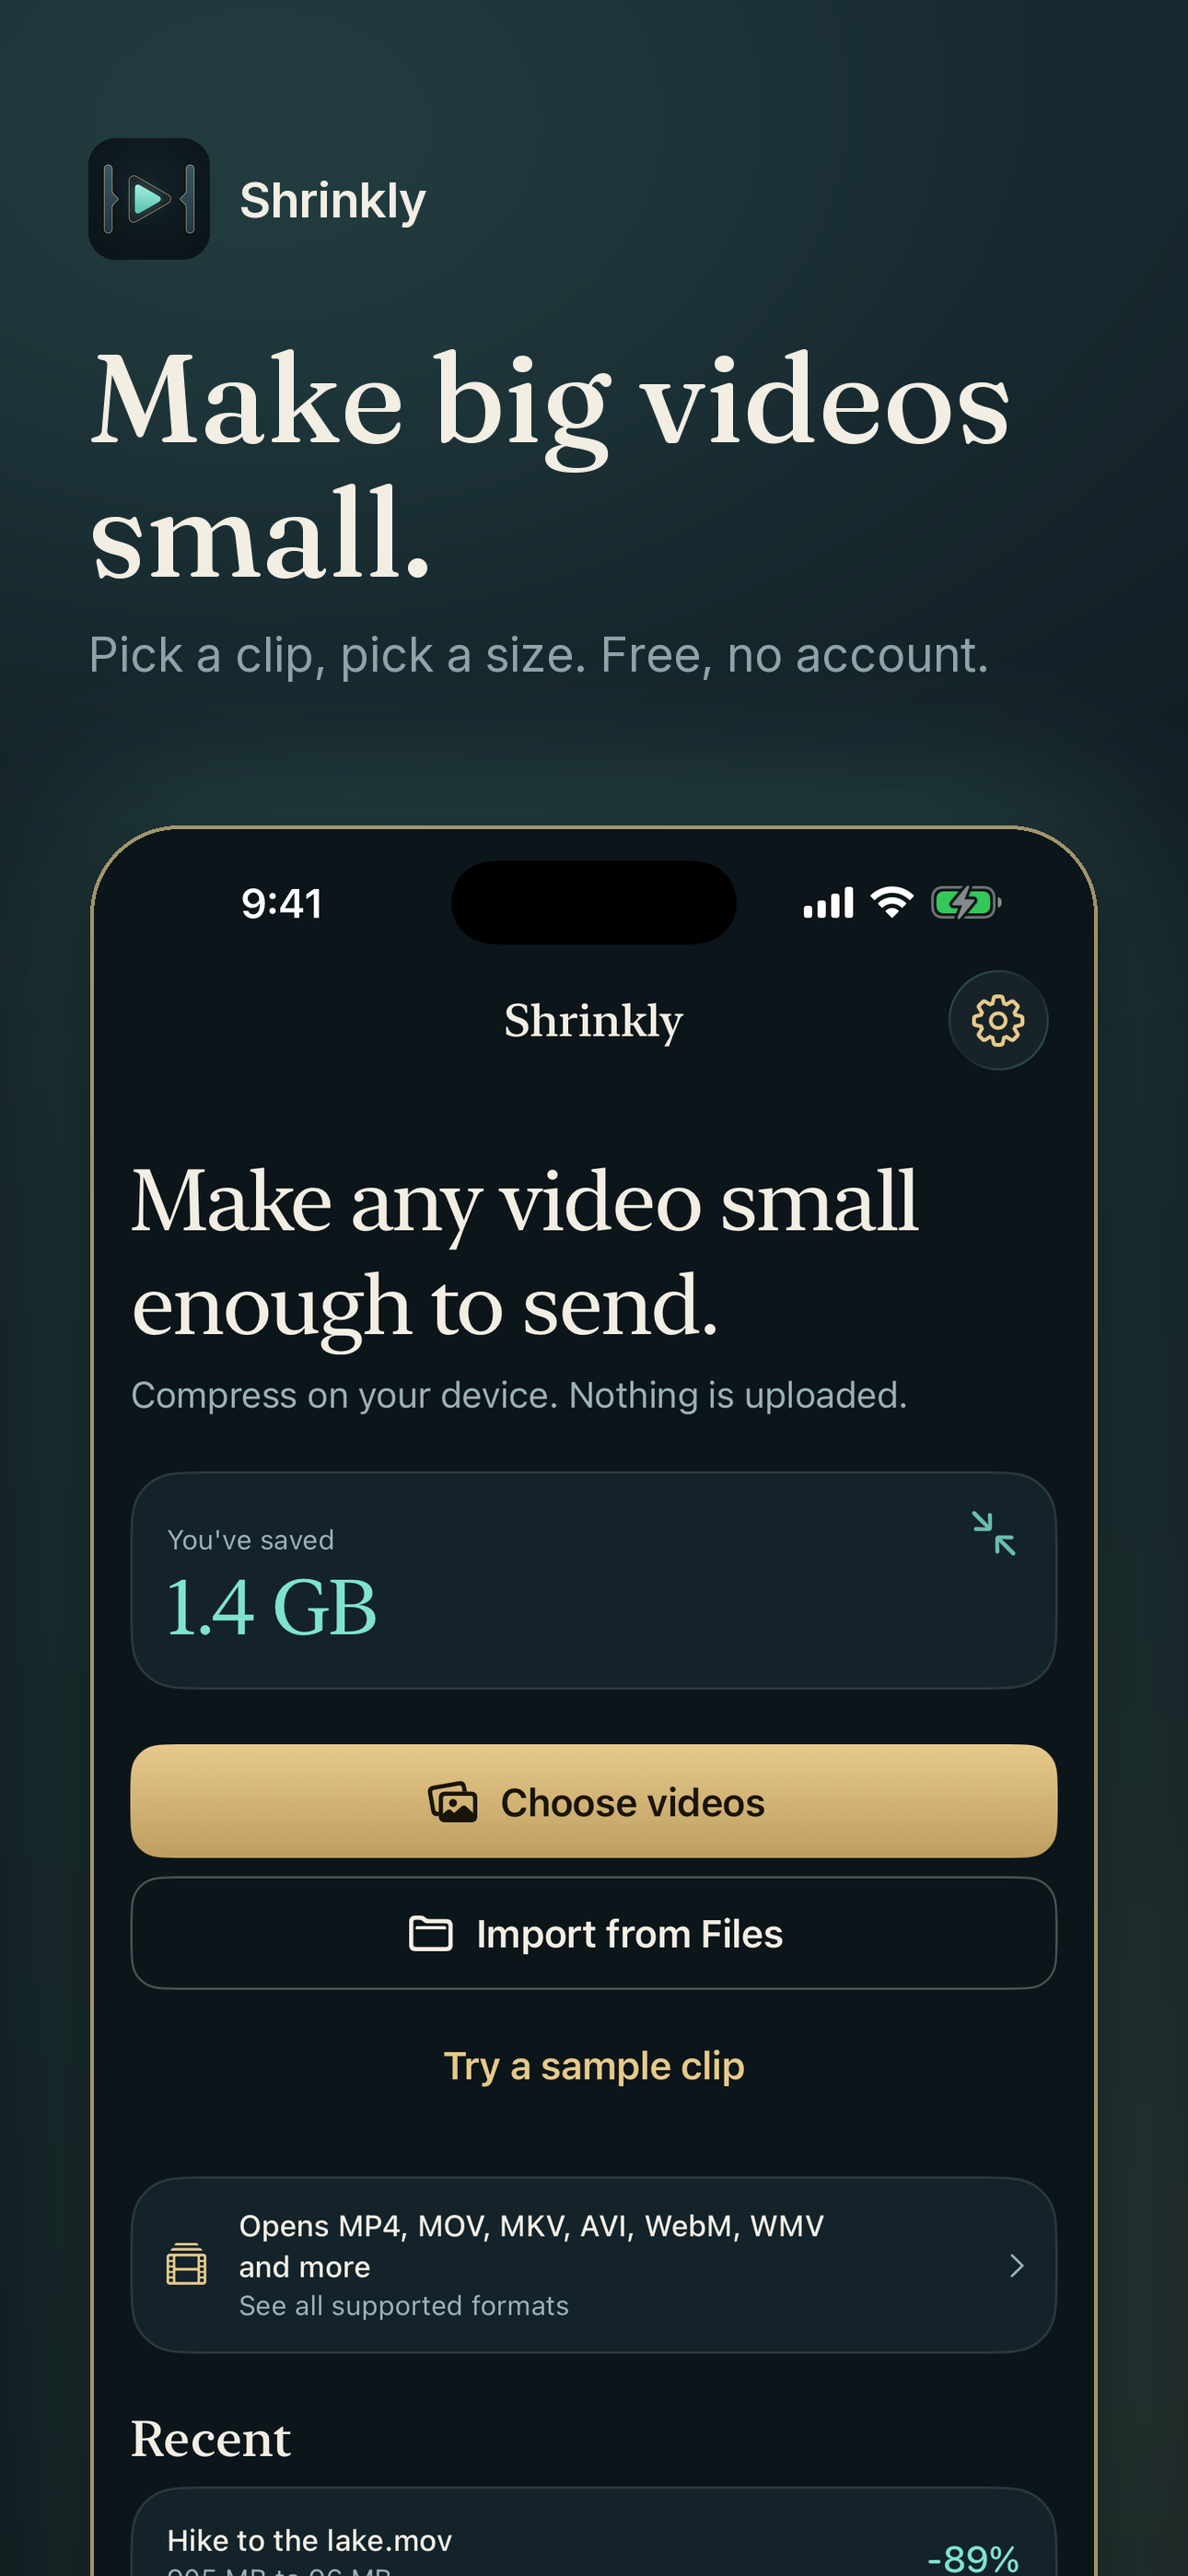 Shrinkly
Make big videos
small.
Pick a clip, pick a size. Free, no account.
9:41
Shrinkly
Make any video small
enough to send.
Compress on your device. Nothing is uploaded.
You've saved
1.4 GB
Choose videos
Import from Files
Try a sample clip
Opens MP4, MOV, MKV, AVI, WebM, WMV
and more
See all supported formats
Recent
Hike to the lake.mov
-89%